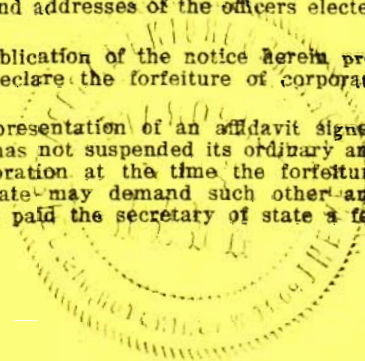 nd addresses of the officers electe
blication of the notice herein pr
eclare the forfeiture of corporat
presentation of an affidavit signe
has not suspended its ordinary an
oration at the time the forfeitur
ate may demand such other an
paid the secretary of state a fe